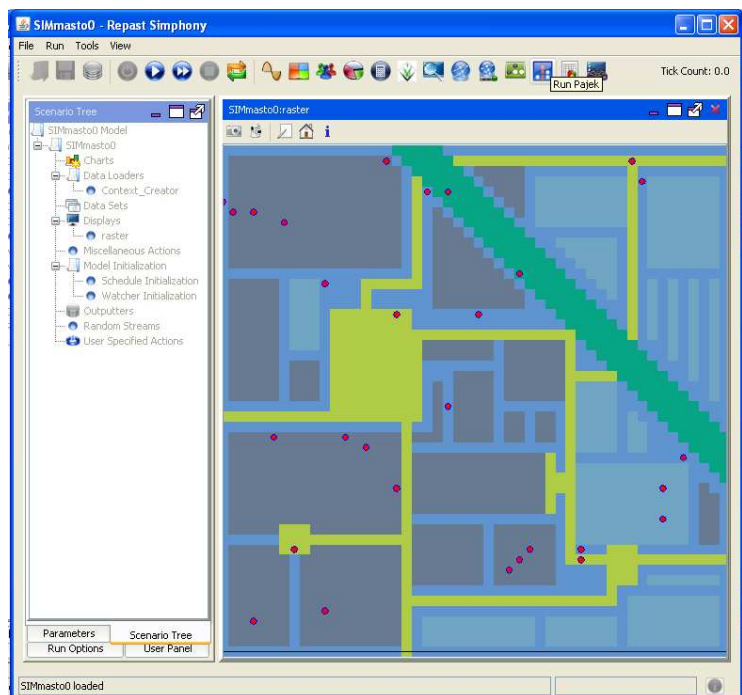 SIMmasto0 - Repast Simphony
File Run Tools View
Tick Count: 0.0
Run Pajek
Scenario Tree
SIMmasto0 Model
SIMmasto0
Charts
Data Loaders
Context_Creator
Data Sets
Displays
raster
Miscellaneous Actions
Model Initialization
Schedule Initialization
Watcher Initialization
Outputters
Random Streams
User Specified Actions
Parameters
Scenario Tree
Run Options
User Panel
SIMmasto0:raster
SIMmasto0 loaded